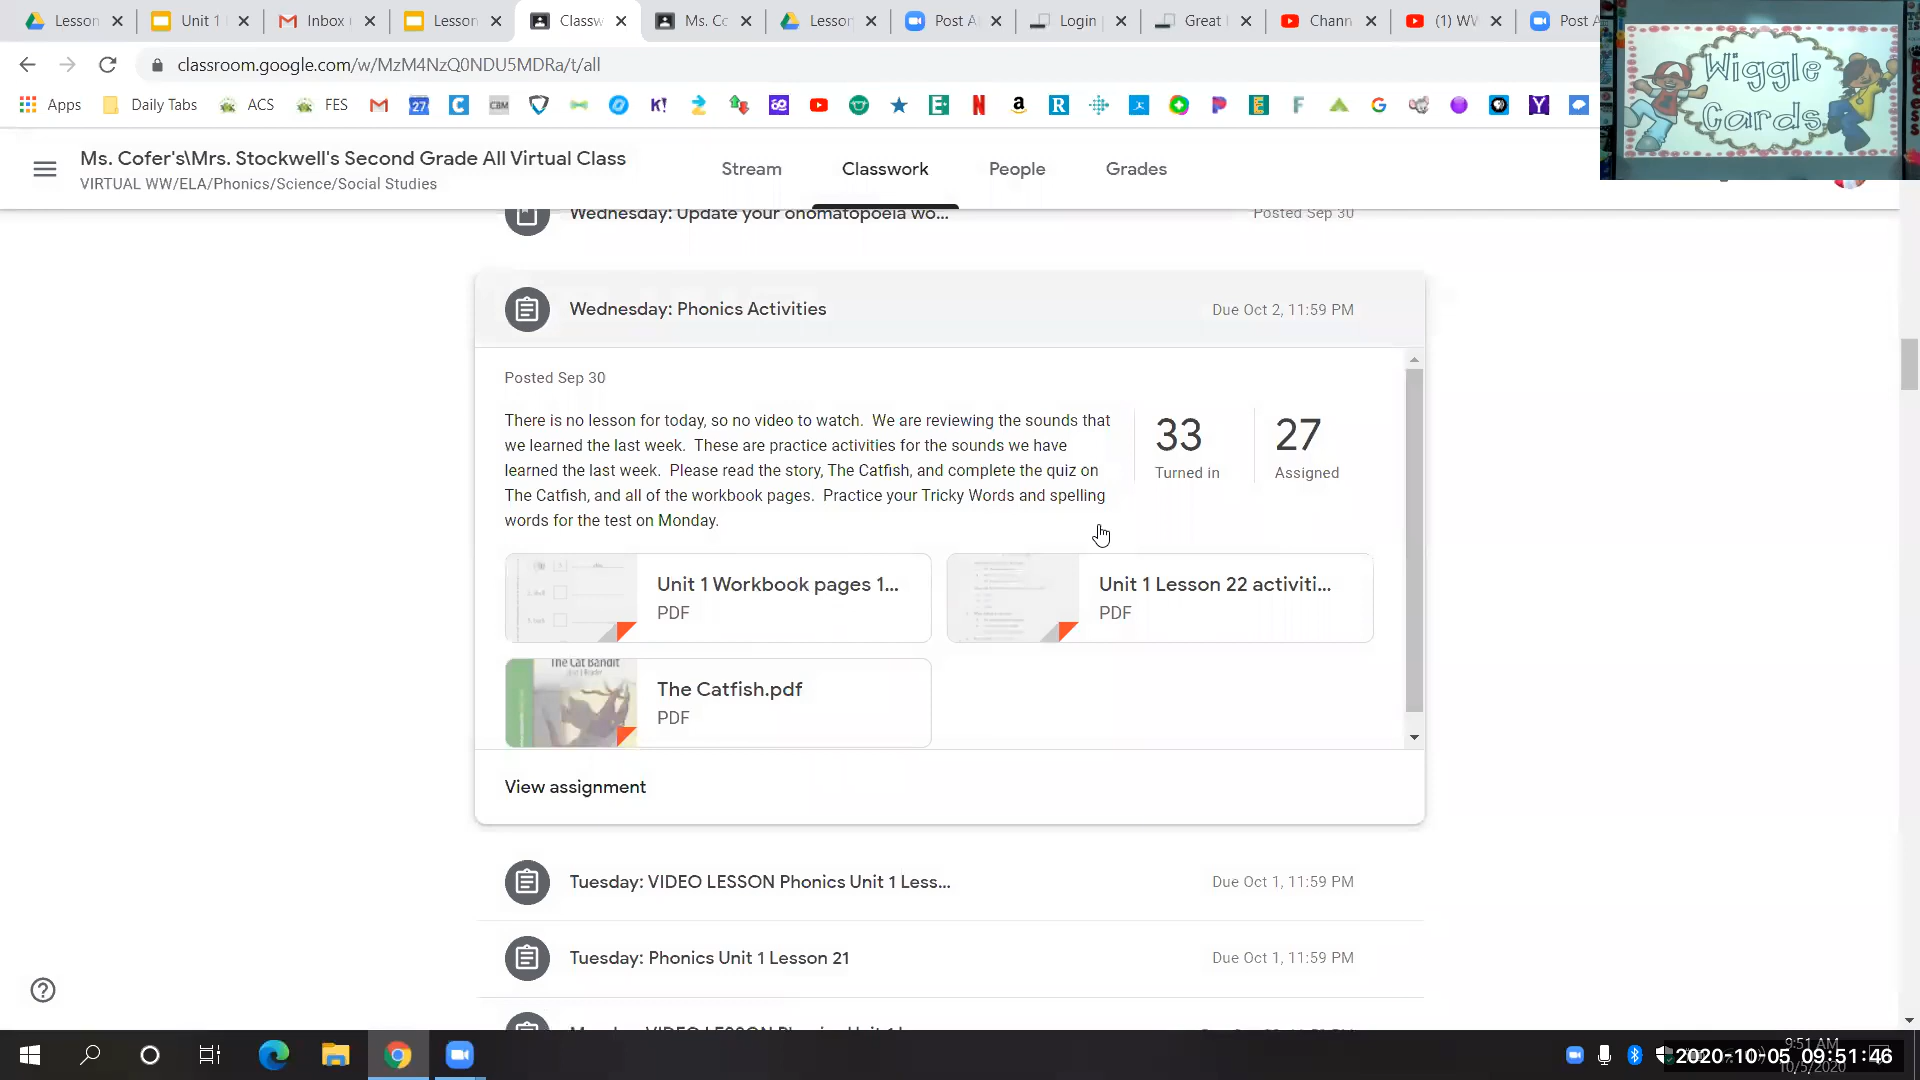 Lesson
Unit 1
Inbox
Lesson
Classw
Ms. Co
Lesson
Post A
Login
Great
Chann
(1) WW
Post A
classroom.google.com/w/MzM4NzQ0NDU5MDRa/t/all
Apps
Daily Tabs
ACS
FES
Wiggle
Cards
Ms. Cofer's\Mrs. Stockwell's Second Grade All Virtual Class
VIRTUAL WW/ELA/Phonics/Science/Social Studies
Stream
Classwork
People
Grades
Wednesday: Update your onomatopoeia wo...
Posted Sep 30
Wednesday: Phonics Activities
Due Oct 2, 11:59 PM
Posted Sep 30
There is no lesson for today, so no video to watch. We are reviewing the sounds that
we learned the last week. These are practice activities for the sounds we have
learned the last week. Please read the story, The Catfish, and complete the quiz on
The Catfish, and all of the workbook pages. Practice your Tricky Words and spelling
words for the test on Monday.
33
Turned in
27
Assigned
Unit 1 Workbook pages 1...
PDF
Unit 1 Lesson 22 activiti...
PDF
The Cat Bandit
The Catfish.pdf
PDF
View assignment
Tuesday: VIDEO LESSON Phonics Unit 1 Less...
Due Oct 1, 11:59 PM
Tuesday: Phonics Unit 1 Lesson 21
Due Oct 1, 11:59 PM
9:51 AM
2020-10-05 09:51:46
10/5/2020